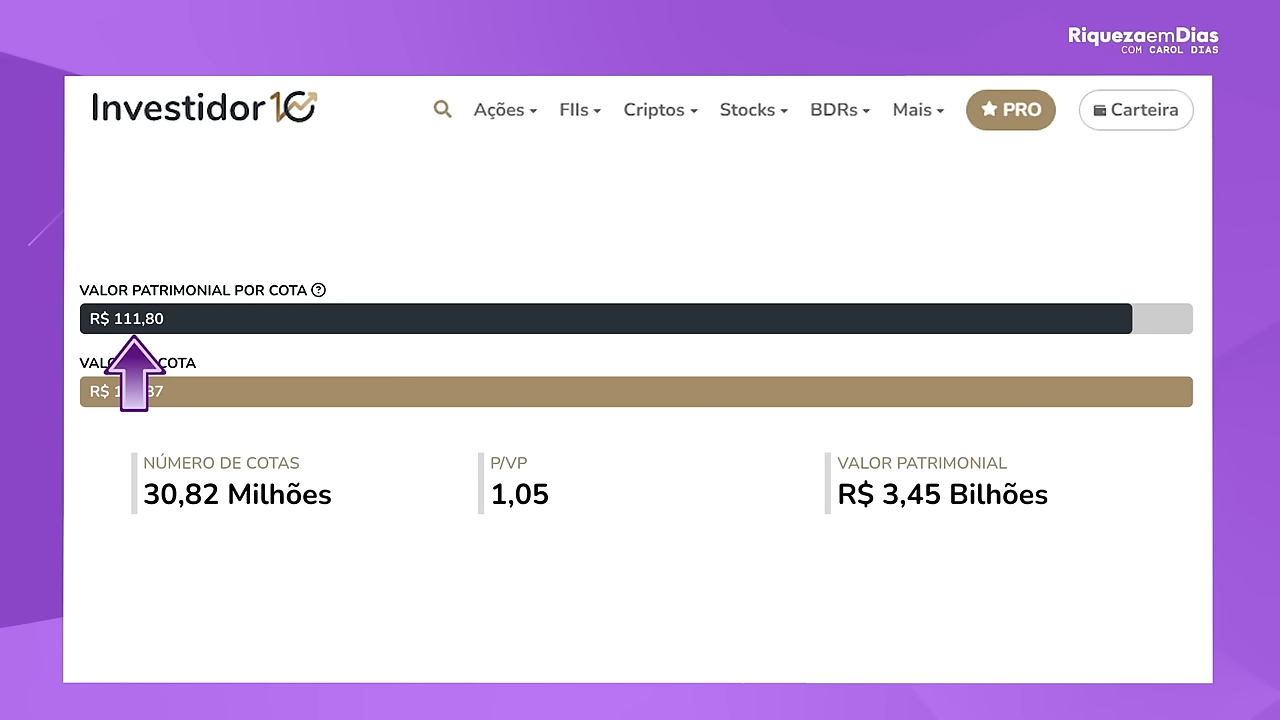 RiquezaemDias
COM CAROL DIAS
Investidor10
Ações
FIIs
Criptos
Stocks
BDRs
Mais
PRO
Carteira
VALOR PATRIMONIAL POR COTA
R$ 111,80
COTA
R$
NÚMERO DE COTAS
P/VP
VALOR PATRIMONIAL
30,82 Milhões
1,05
R$ 3,45 Bilhões